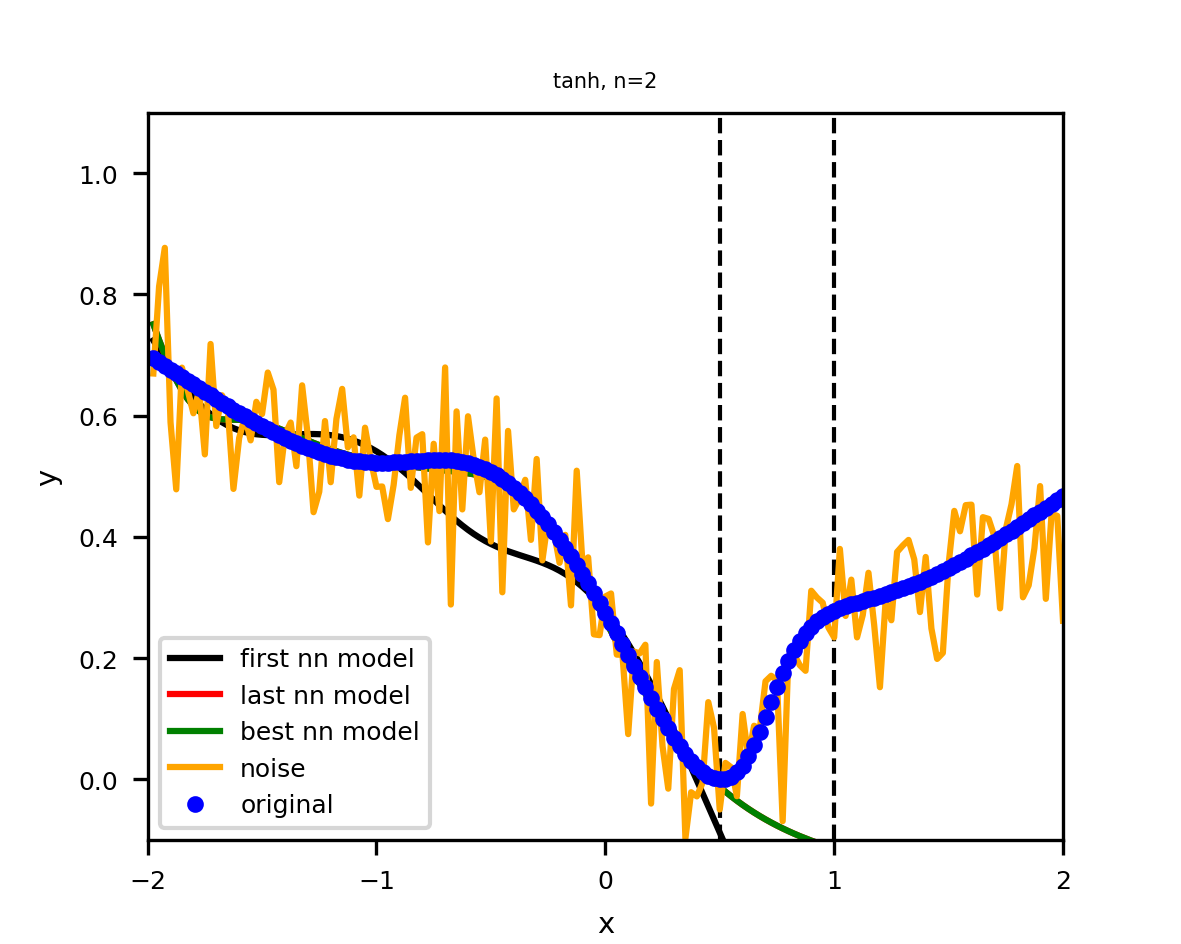 tanh, n=2
1.0
0.8
0.6
0.4
0.2
0.0
y
first nn model
last nn model
best nn model
noise
original
−2
−1
0
1
2
x